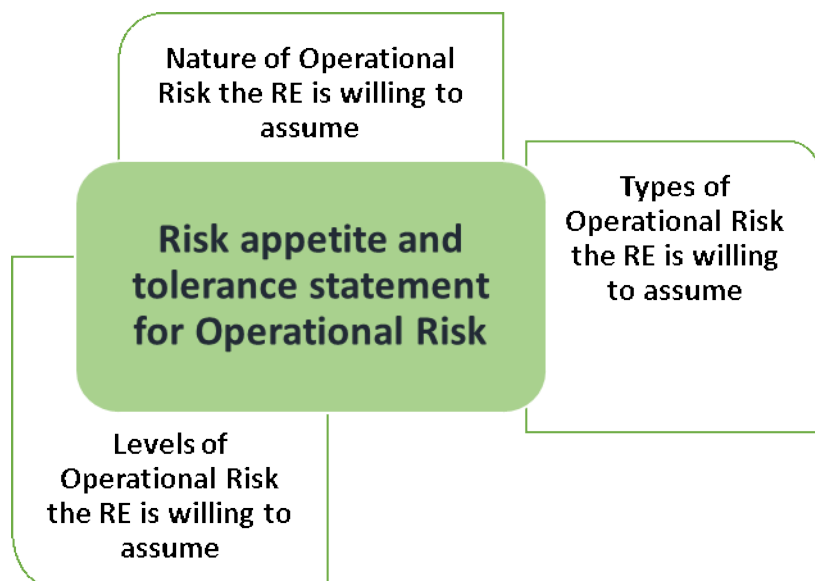 Nature of Operational
Risk the RE is willing to
assume
Risk appetite and
tolerance statement
for Operational Risk
Types of
Operational Risk
the RE is willing
to assume
Levels of
Operational Risk
the RE is willing to
assume